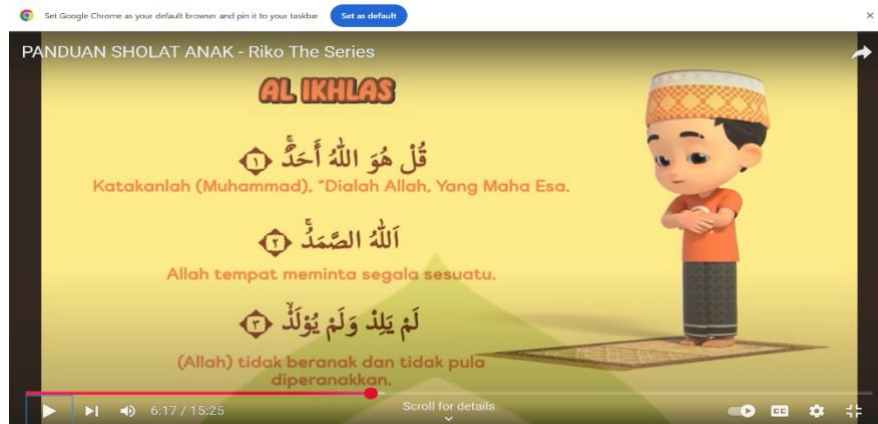 Set Google Chrome as your default browser and pin it to your taskbar Set as default
PANDUAN SHOLAT ANAK - Riko The Series
AL IKHLAS
قُلْ هُوَ اللّٰهُ أَحَدٌۚ ١
Katakanlah (Muhammad), "Dialah Allah, Yang Maha Esa.
اَللّٰهُ الصَّمَدُۚ ٢
Allah tempat meminta segala sesuatu.
لَمْ يَلِدْ وَلَمْ يُوْلَدْۙ ٣
(Allah) tidak beranak dan tidak pula
diperanakkan.
6:17 / 15:25
Scroll for details
CC